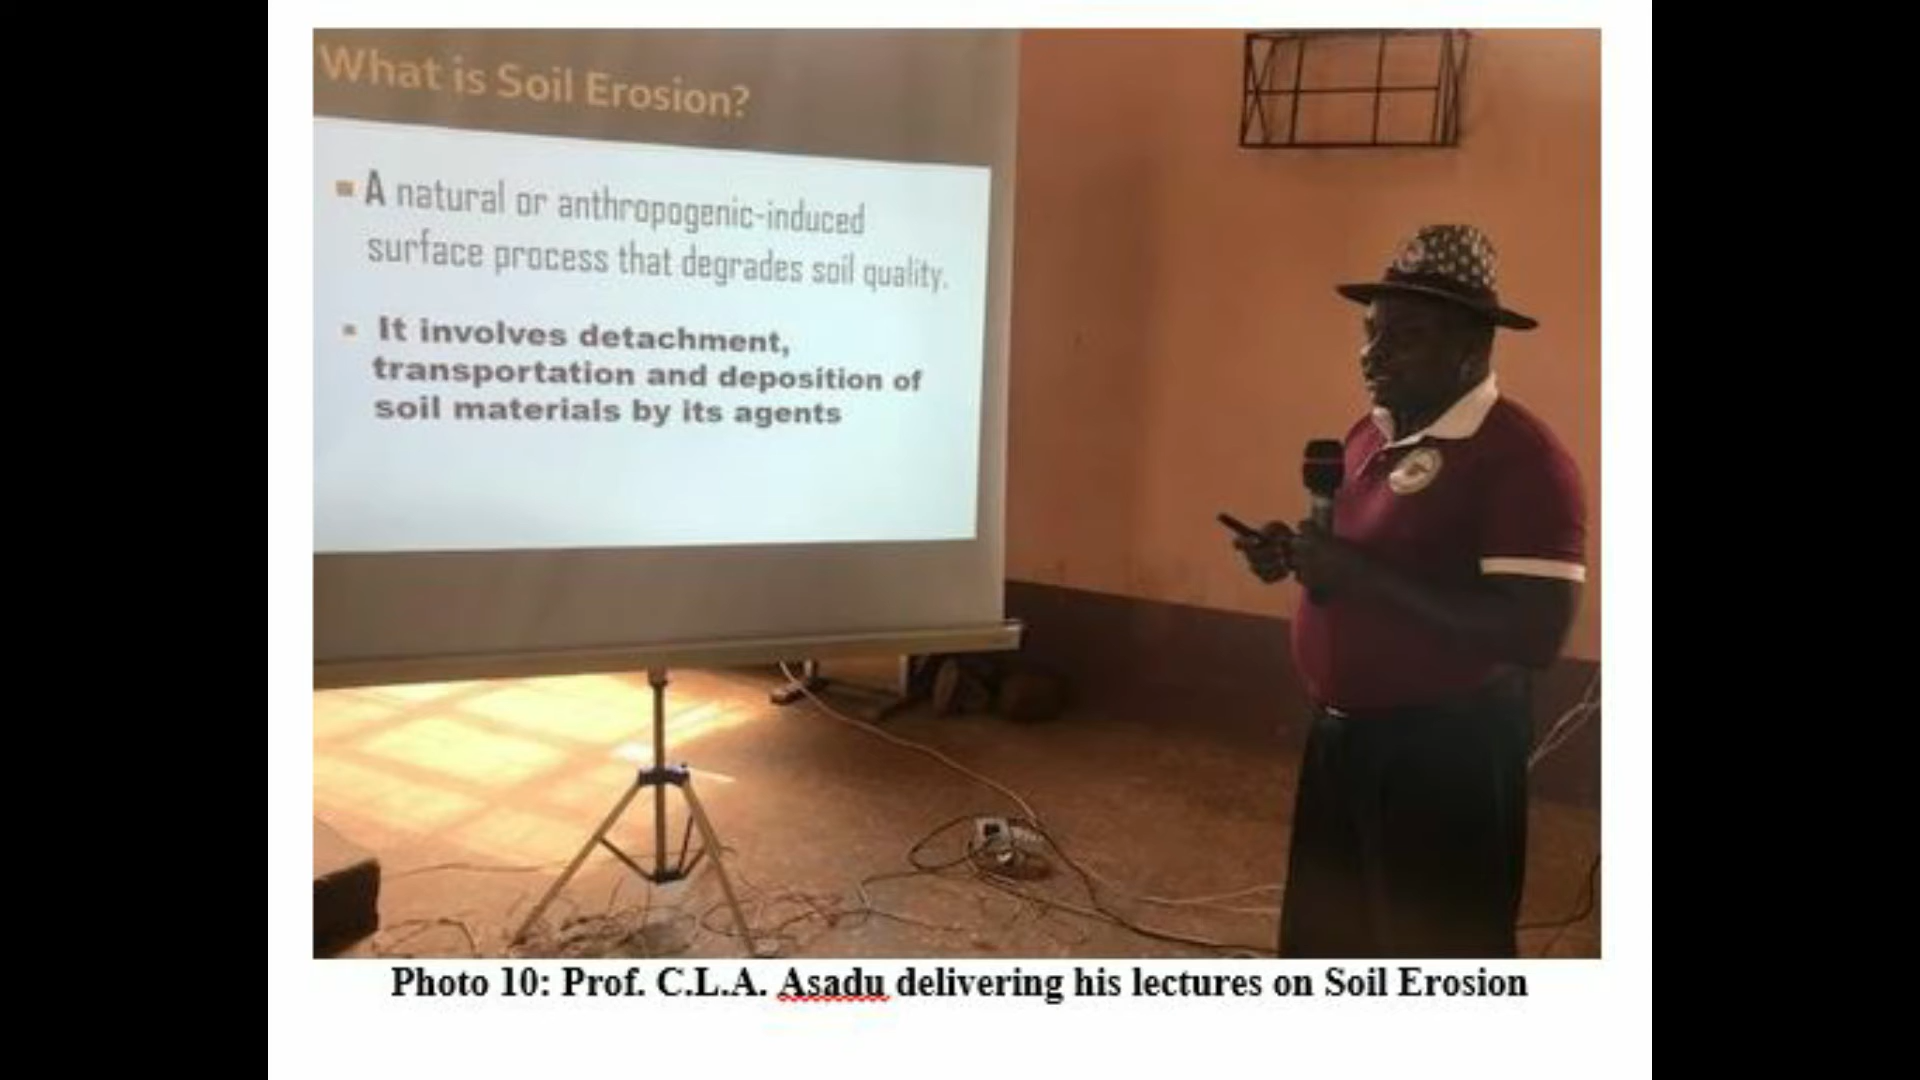 What is Soil Erosion?
A natural or anthropogenic-induced
surface process that degrades soil quality.
It involves detachment,
transportation and deposition of
soil materials by its agents
Photo 10: Prof. C.L.A. Asadu delivering his lectures on Soil Erosion